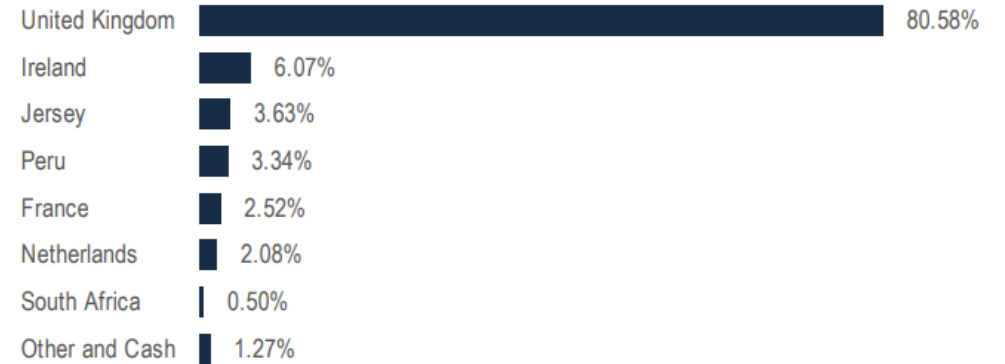 United Kingdom 80.58%
Ireland 6.07%
Jersey 3.63%
Peru 3.34%
France 2.52%
Netherlands 2.08%
South Africa 0.50%
Other and Cash 1.27%